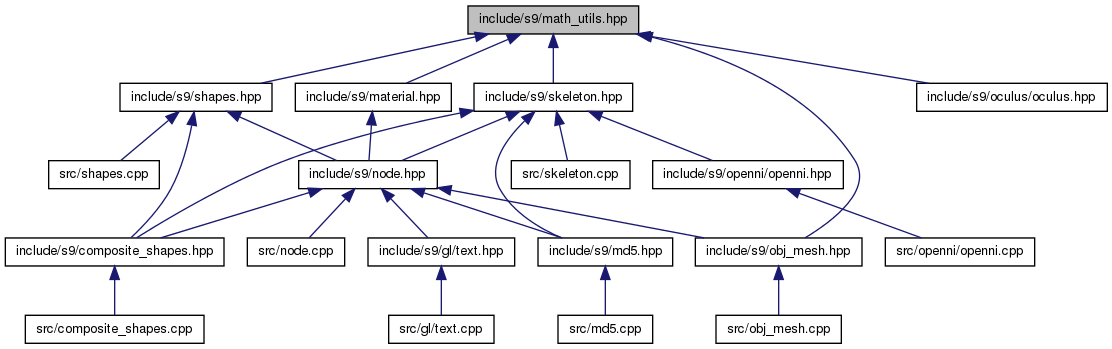 include/s9/math_utils.hpp
include/s9/shapes.hpp
include/s9/material.hpp
include/s9/skeleton.hpp
include/s9/oculus/oculus.hpp
src/shapes.cpp
include/s9/node.hpp
src/skeleton.cpp
include/s9/openni/openni.hpp
include/s9/composite_shapes.hpp
src/node.cpp
include/s9/gl/text.hpp
include/s9/md5.hpp
include/s9/obj_mesh.hpp
src/openni/openni.cpp
src/composite_shapes.cpp
src/gl/text.cpp
src/md5.cpp
src/obj_mesh.cpp